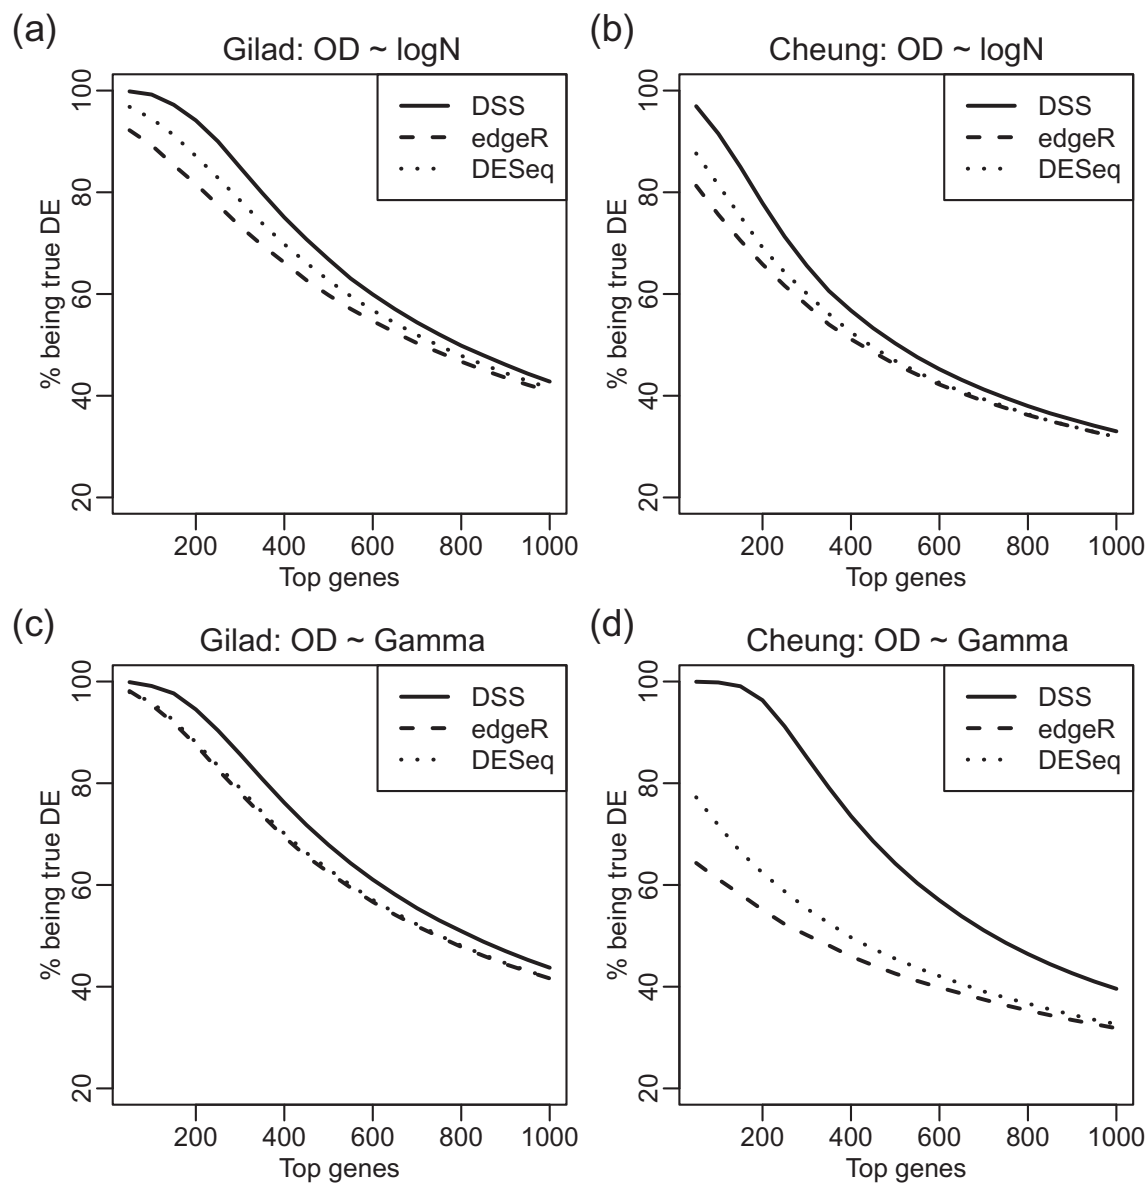 (a)
Gilad: OD ~ logN
DSS
edgeR
DESeq
% being true DE
100
80
60
40
20
200 400 600 800 1000
Top genes
(b)
Cheung: OD ~ logN
DSS
edgeR
DESeq
% being true DE
100
80
60
40
20
200 400 600 800 1000
Top genes
(c)
Gilad: OD ~ Gamma
DSS
edgeR
DESeq
% being true DE
100
80
60
40
20
200 400 600 800 1000
Top genes
(d)
Cheung: OD ~ Gamma
DSS
edgeR
DESeq
% being true DE
100
80
60
40
20
200 400 600 800 1000
Top genes